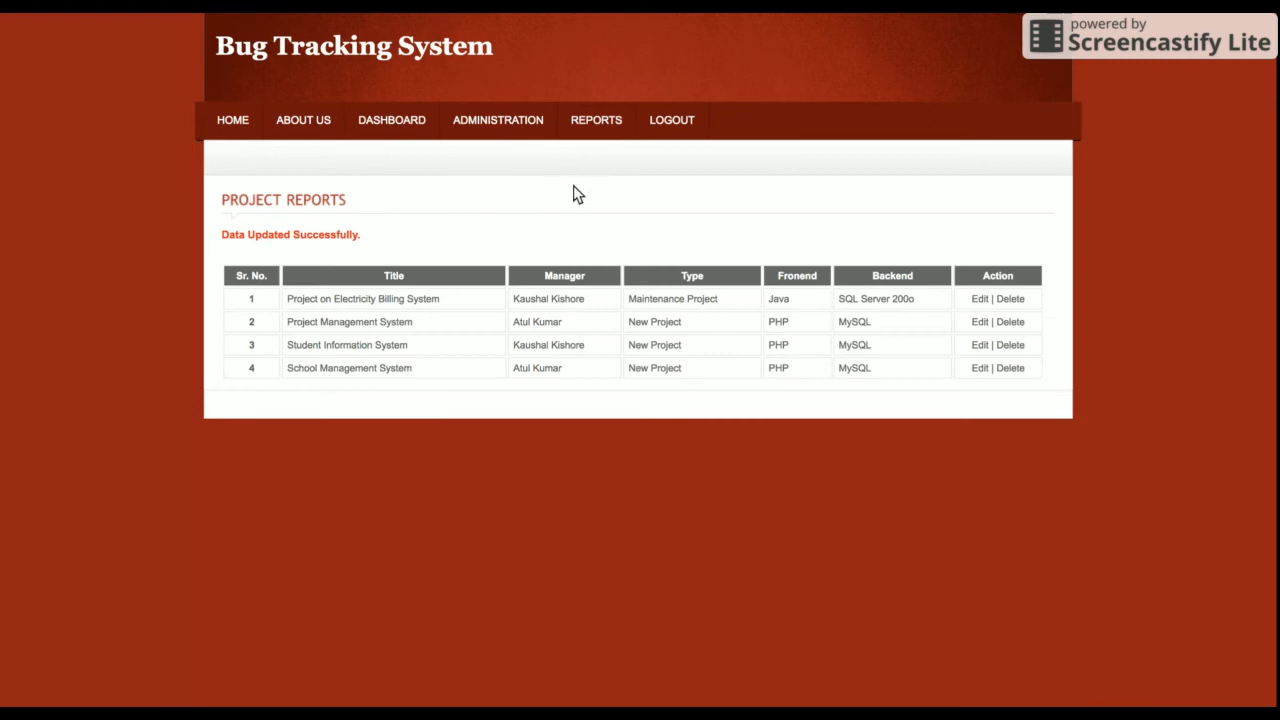 powered by
Screencastify Lite
Bug Tracking System
HOME ABOUT US DASHBOARD ADMINISTRATION REPORTS LOGOUT
PROJECT REPORTS
Data Updated Successfully.
Sr. No. Title Manager Type Fronend Backend Action
1 Project on Electricity Billing System Kaushal Kishore Maintenance Project Java SQL Server 200o Edit | Delete
2 Project Management System Atul Kumar New Project PHP MySQL Edit | Delete
3 Student Information System Kaushal Kishore New Project PHP MySQL Edit | Delete
4 School Management System Atul Kumar New Project PHP MySQL Edit | Delete